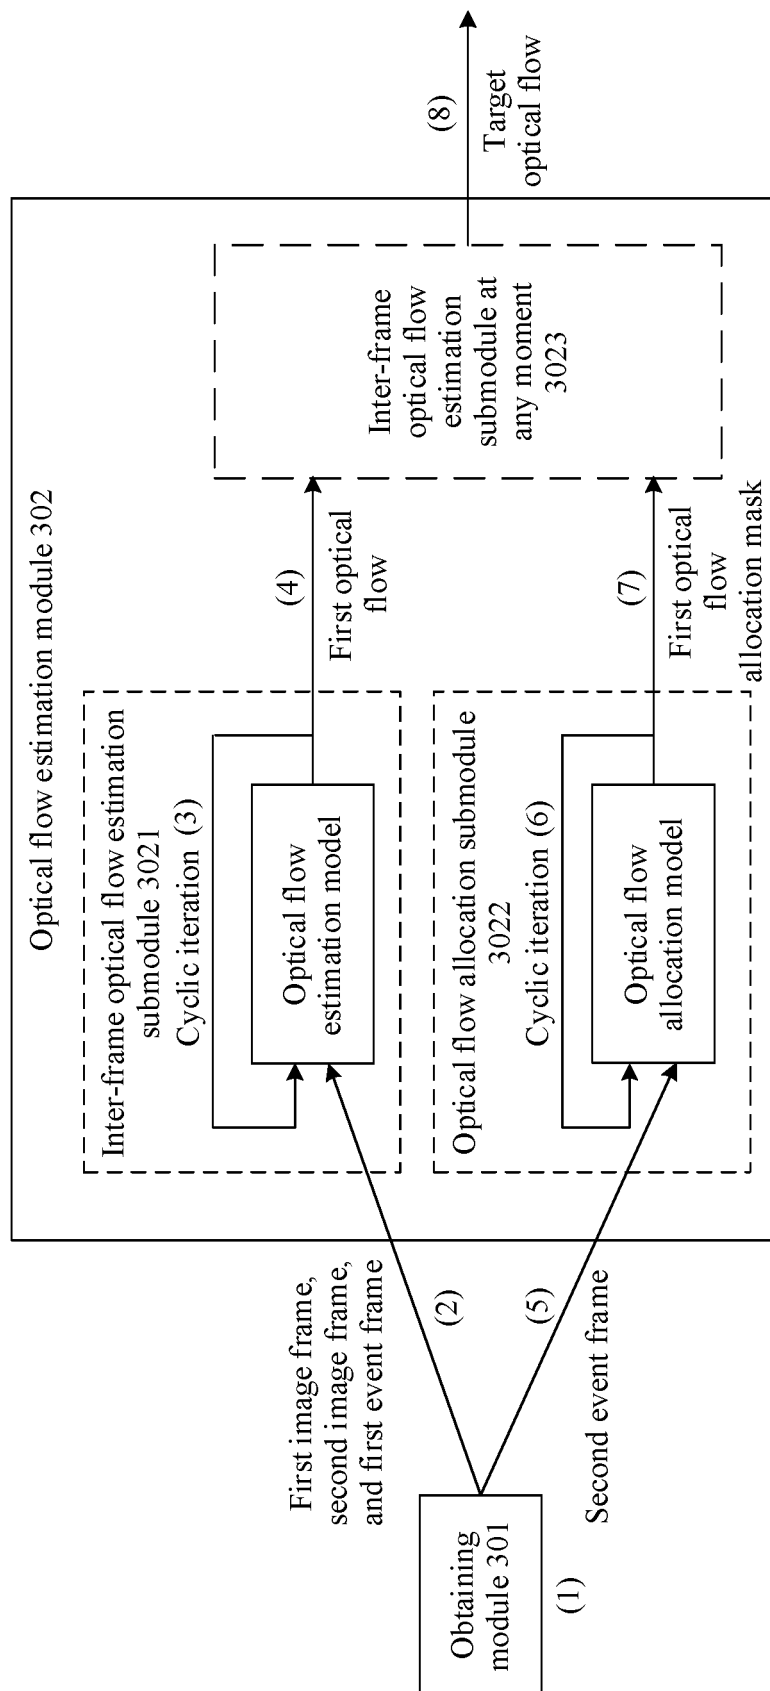 Optical flow estimation module 302
Obtaining
module 301
(1)
First image frame,
second image frame,
and first event frame
(2)
(5)
Second event frame
Inter-frame optical flow estimation
submodule 3021
Cyclic iteration (3)
Optical flow
estimation model
Optical flow allocation submodule
3022
Cyclic iteration (6)
Optical flow
allocation model
(4)
First optical
flow
(7)
First optical
flow
allocation mask
Inter-frame
optical flow
estimation
submodule at
any moment
3023
(8)
Target
optical flow